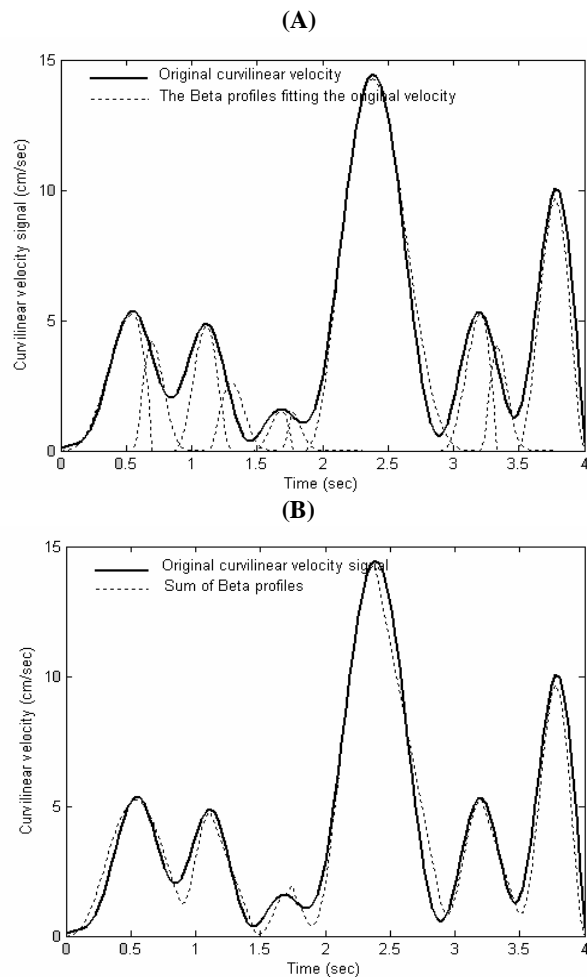 (A)
15
Original curvilinear velocity
The Beta profiles fitting the original velocity
10
5
0
Curvilinear velocity signal (cm/sec)
0 0.5 1 1.5 2 2.5 3 3.5 4
Time (sec)
(B)
15
Original curvilinear velocity signal
Sum of Beta profiles
10
5
0
Curvilinear velocity (cm/sec)
0 0.5 1 1.5 2 2.5 3 3.5 4
Time (sec)